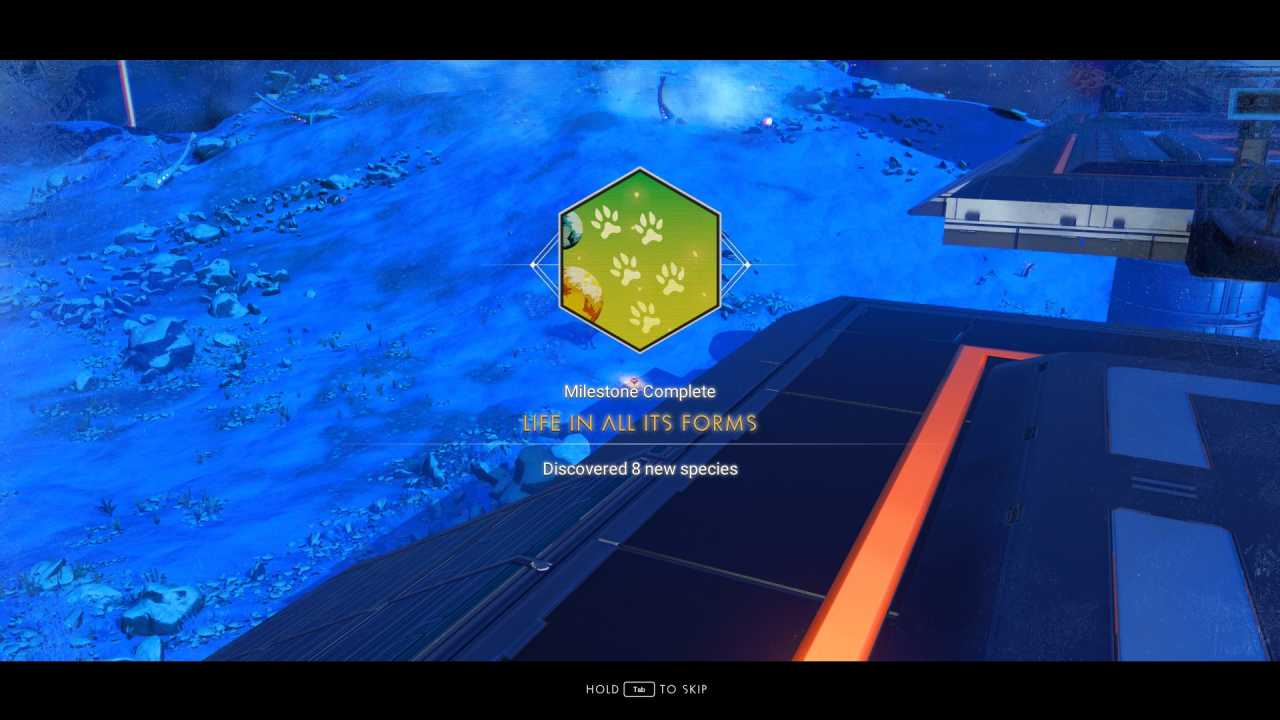 Milestone Complete
LIFE IN ALL ITS FORMS
Discovered 8 new species
HOLD Tab TO SKIP